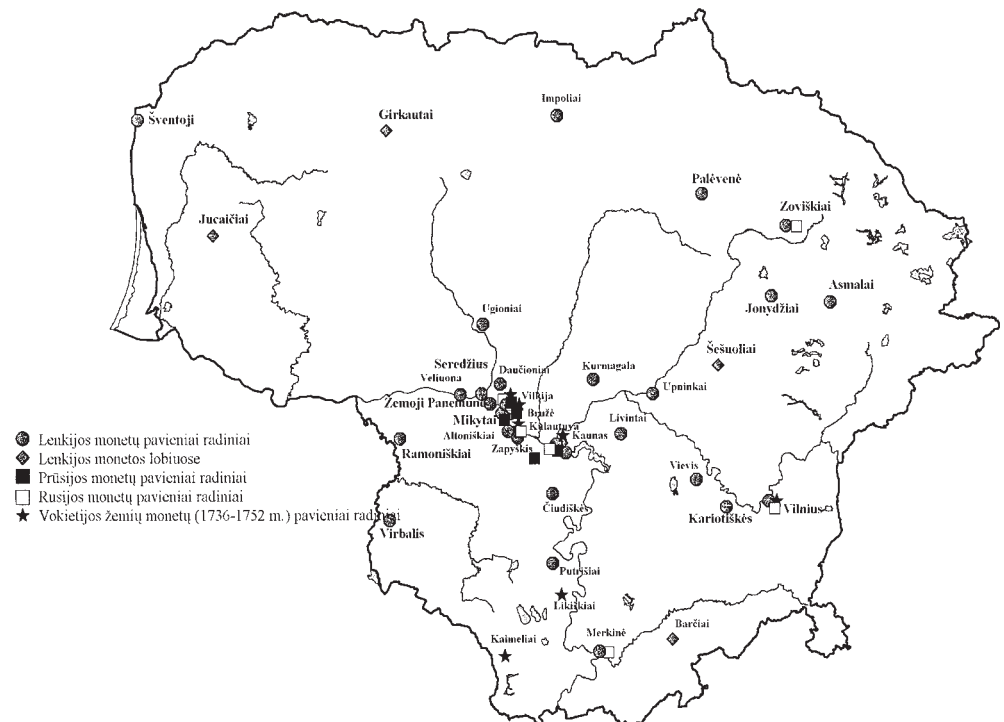 Impoliai
Girkautai
Šventoji
Palėvenė
Zoviškiai
Jucaičiai
Asmalai
Jonydžiai
Ugioniai
Šešuoliai
Seredžius
Daučioniai
Kurmagala
Veliuona
Upninkai
Vilkija
Žemoji Panemunė
Bružė
Mikytai
Kulautuva
Livintai
Altoniškiai
Kaunas
Ramoniškiai
Zapyškis
Vievis
Čiudiškės
Kariotiškės
Vilnius
Virbalis
Putrišiai
Likiškiai
Merkinė
Barčiai
Kaimeliai
Lenkijos monetų pavieniai radiniai
Lenkijos monetos lobiuose
Prūsijos monetų pavieniai radiniai
Rusijos monetų pavieniai radiniai
Vokietijos žemių monetų (1736-1752 m.) pavieniai radiniai